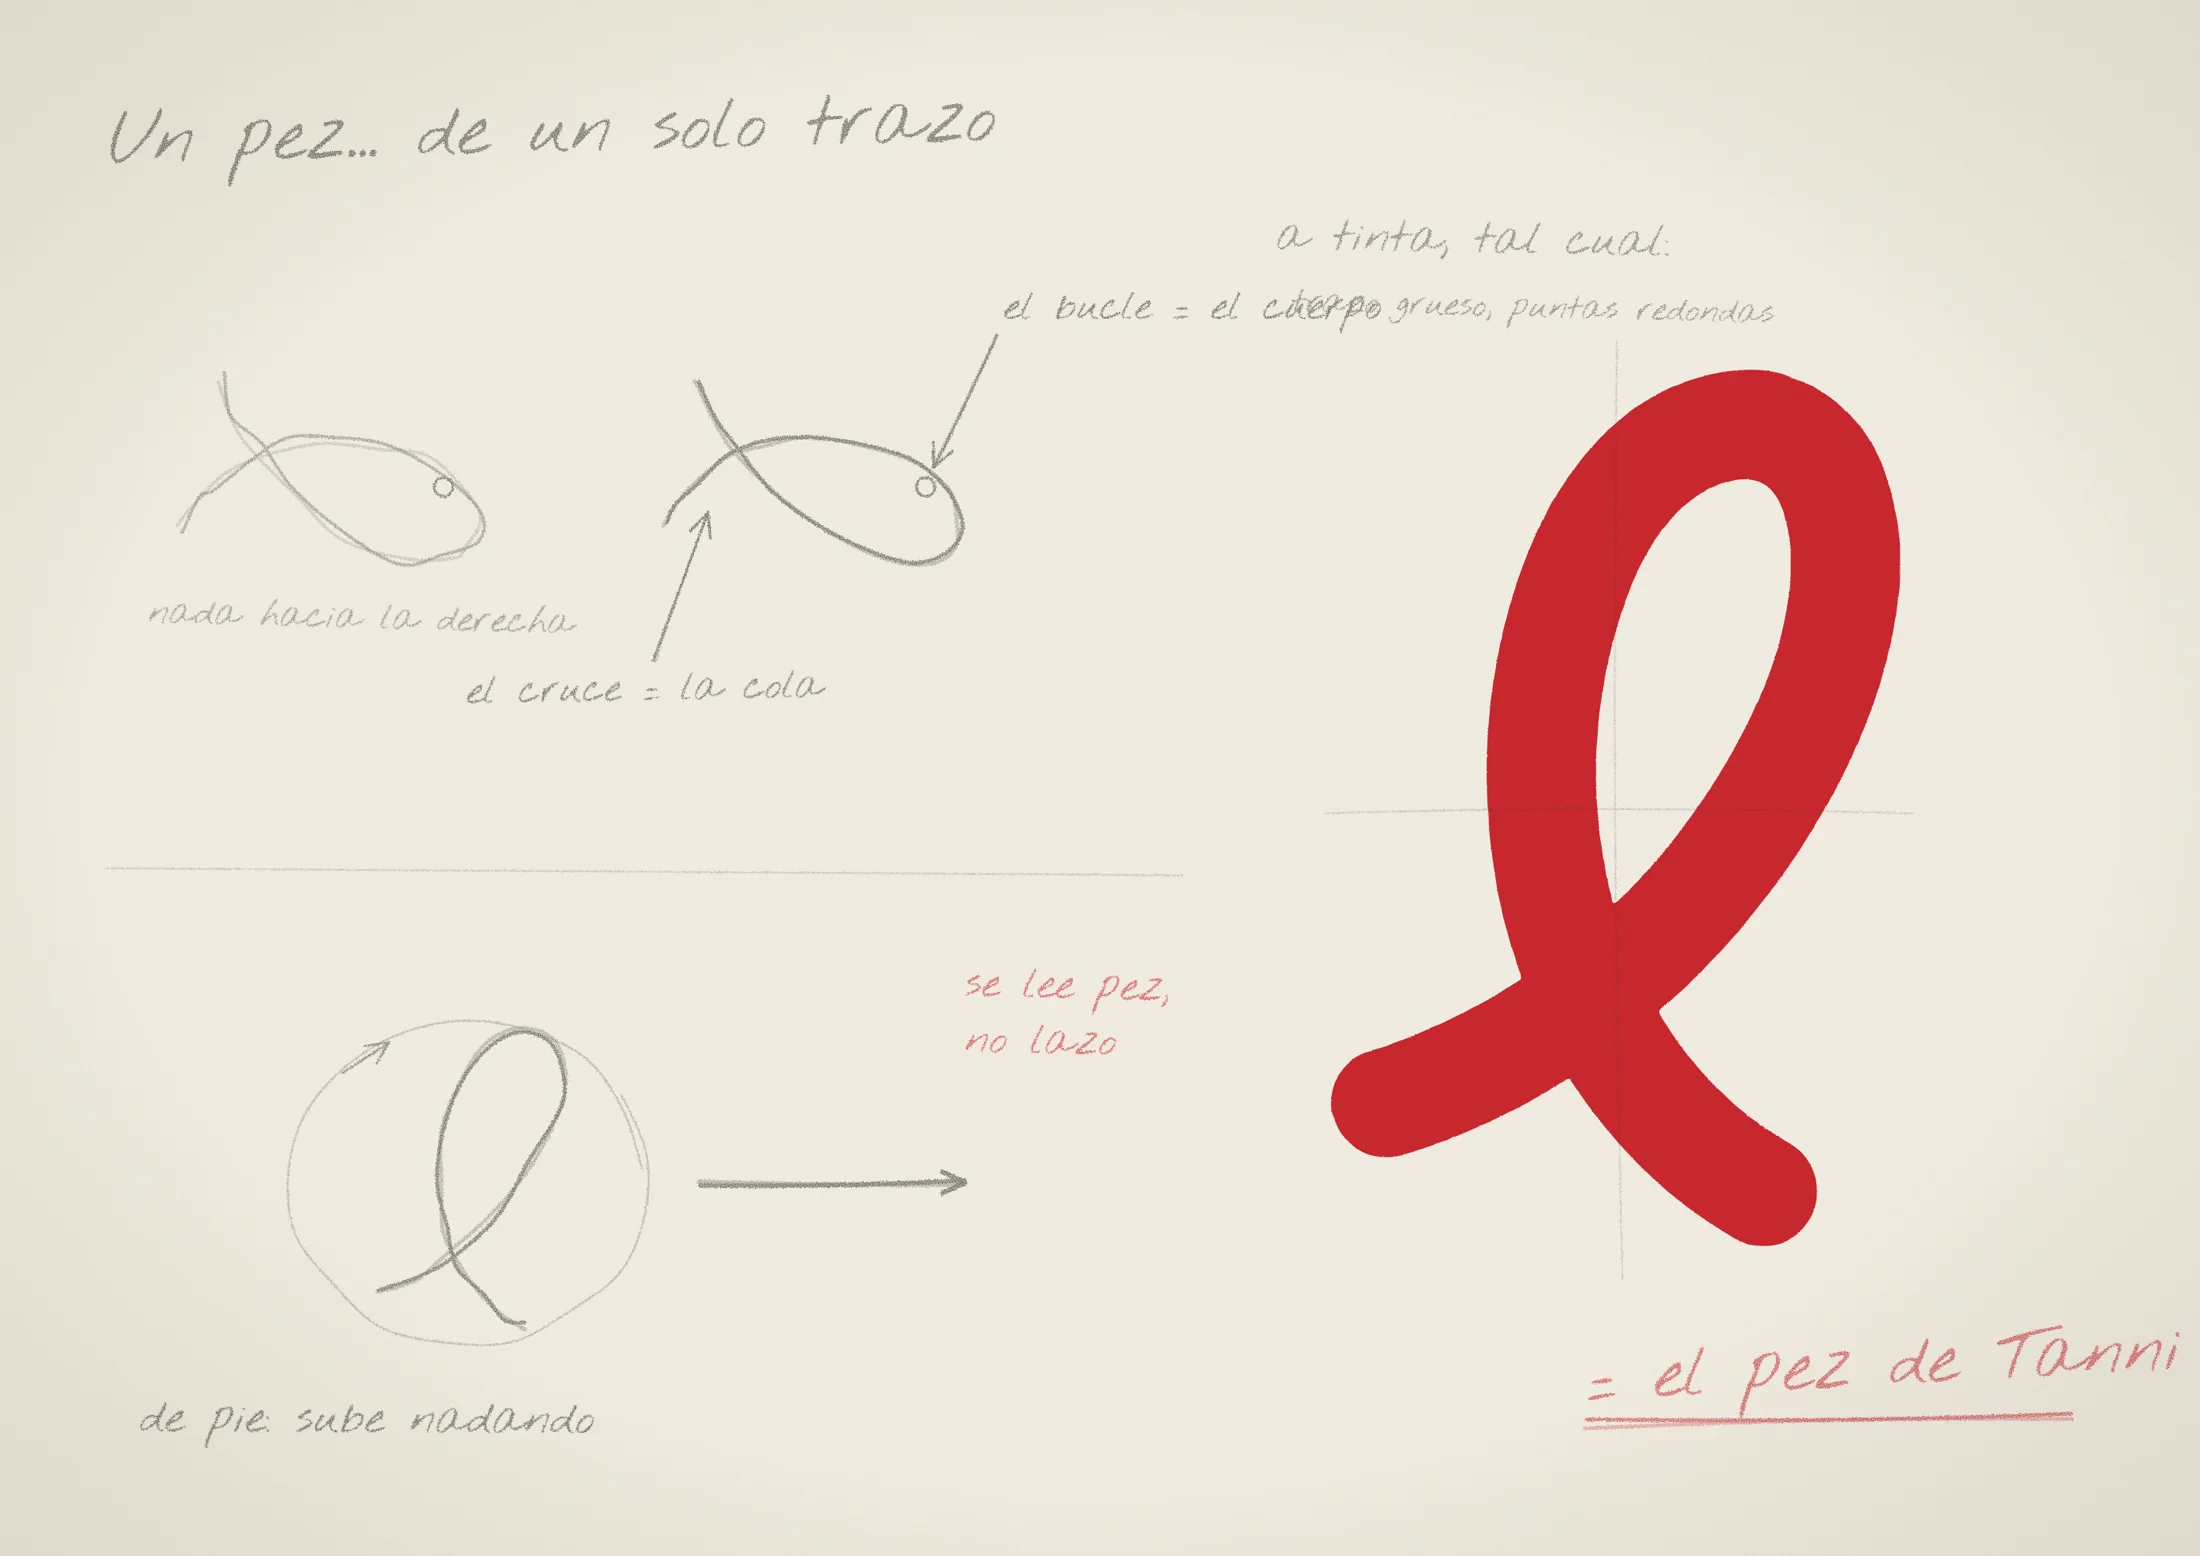 Un pez... de un solo trazo
a tinta, tal cual:
el bucle = el cuerpo
trazo grueso, puntas redondas
nada hacia la derecha
el cruce = la cola
se lee pez,
no lazo
de pie: sube nadando
= el pez de Tanni